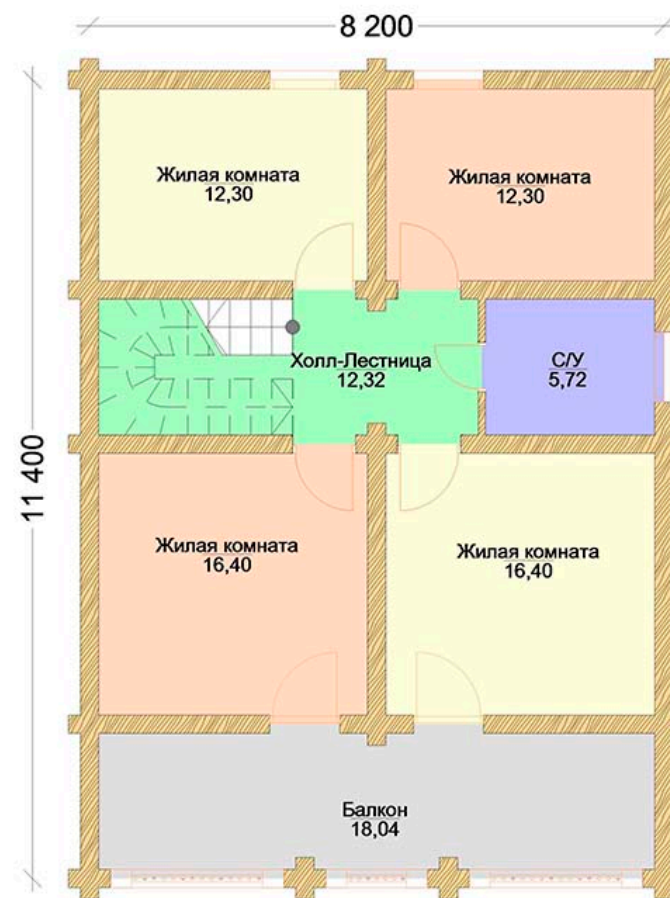 8 200
Жилая комната
12,30
Жилая комната
12,30
Холл-Лестница
12,32
С/У
5,72
11 400
Жилая комната
16,40
Жилая комната
16,40
Балкон
18,04